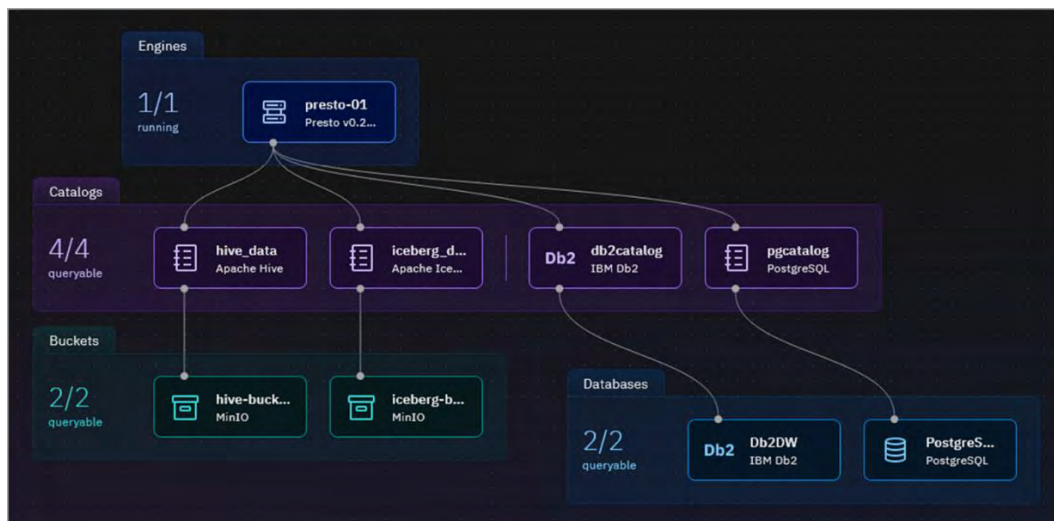 Engines
1/1
running
presto-01
Presto v0.2...
Catalogs
4/4
queryable
hive_data
Apache Hive
iceberg_d...
Apache Ice...
Db2
db2catalog
IBM Db2
pgcatalog
PostgreSQL
Buckets
2/2
queryable
hive-buck...
MinIO
iceberg-b...
MinIO
Databases
2/2
queryable
Db2
Db2DW
IBM Db2
PostgreS...
PostgreSQL